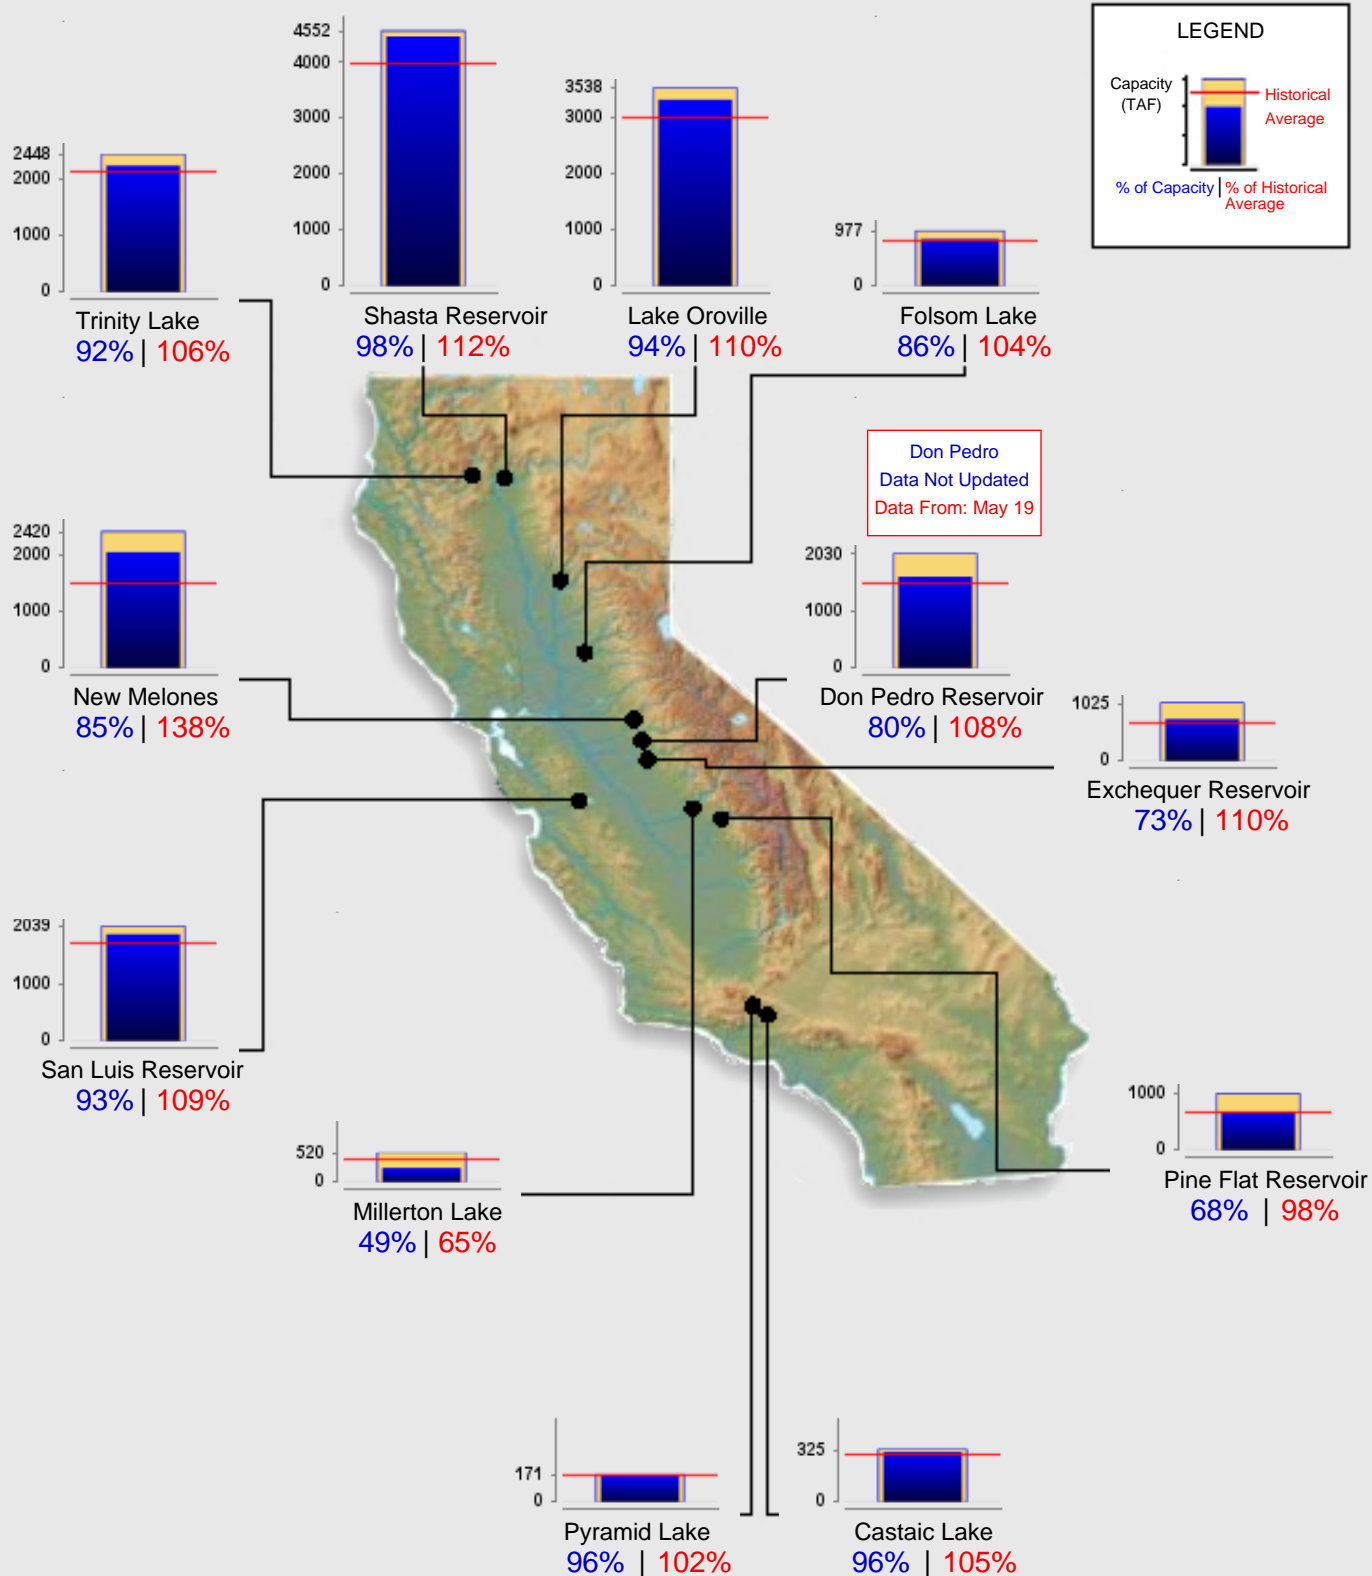 LEGEND
Capacity
(TAF)
Historical
Average
% of Capacity | % of Historical
Average
4552
4000
3000
2000
1000
0
Shasta Reservoir
98% | 112%
3538
3000
2000
1000
0
Lake Oroville
94% | 110%
2448
2000
1000
0
Trinity Lake
92% | 106%
977
0
Folsom Lake
86% | 104%
Don Pedro
Data Not Updated
Data From: May 19
2420
2000
1000
0
New Melones
85% | 138%
2030
1000
0
Don Pedro Reservoir
80% | 108%
1025
0
Exchequer Reservoir
73% | 110%
2039
1000
0
San Luis Reservoir
93% | 109%
520
0
Millerton Lake
49% | 65%
1000
0
Pine Flat Reservoir
68% | 98%
171
0
Pyramid Lake
96% | 102%
325
0
Castaic Lake
96% | 105%